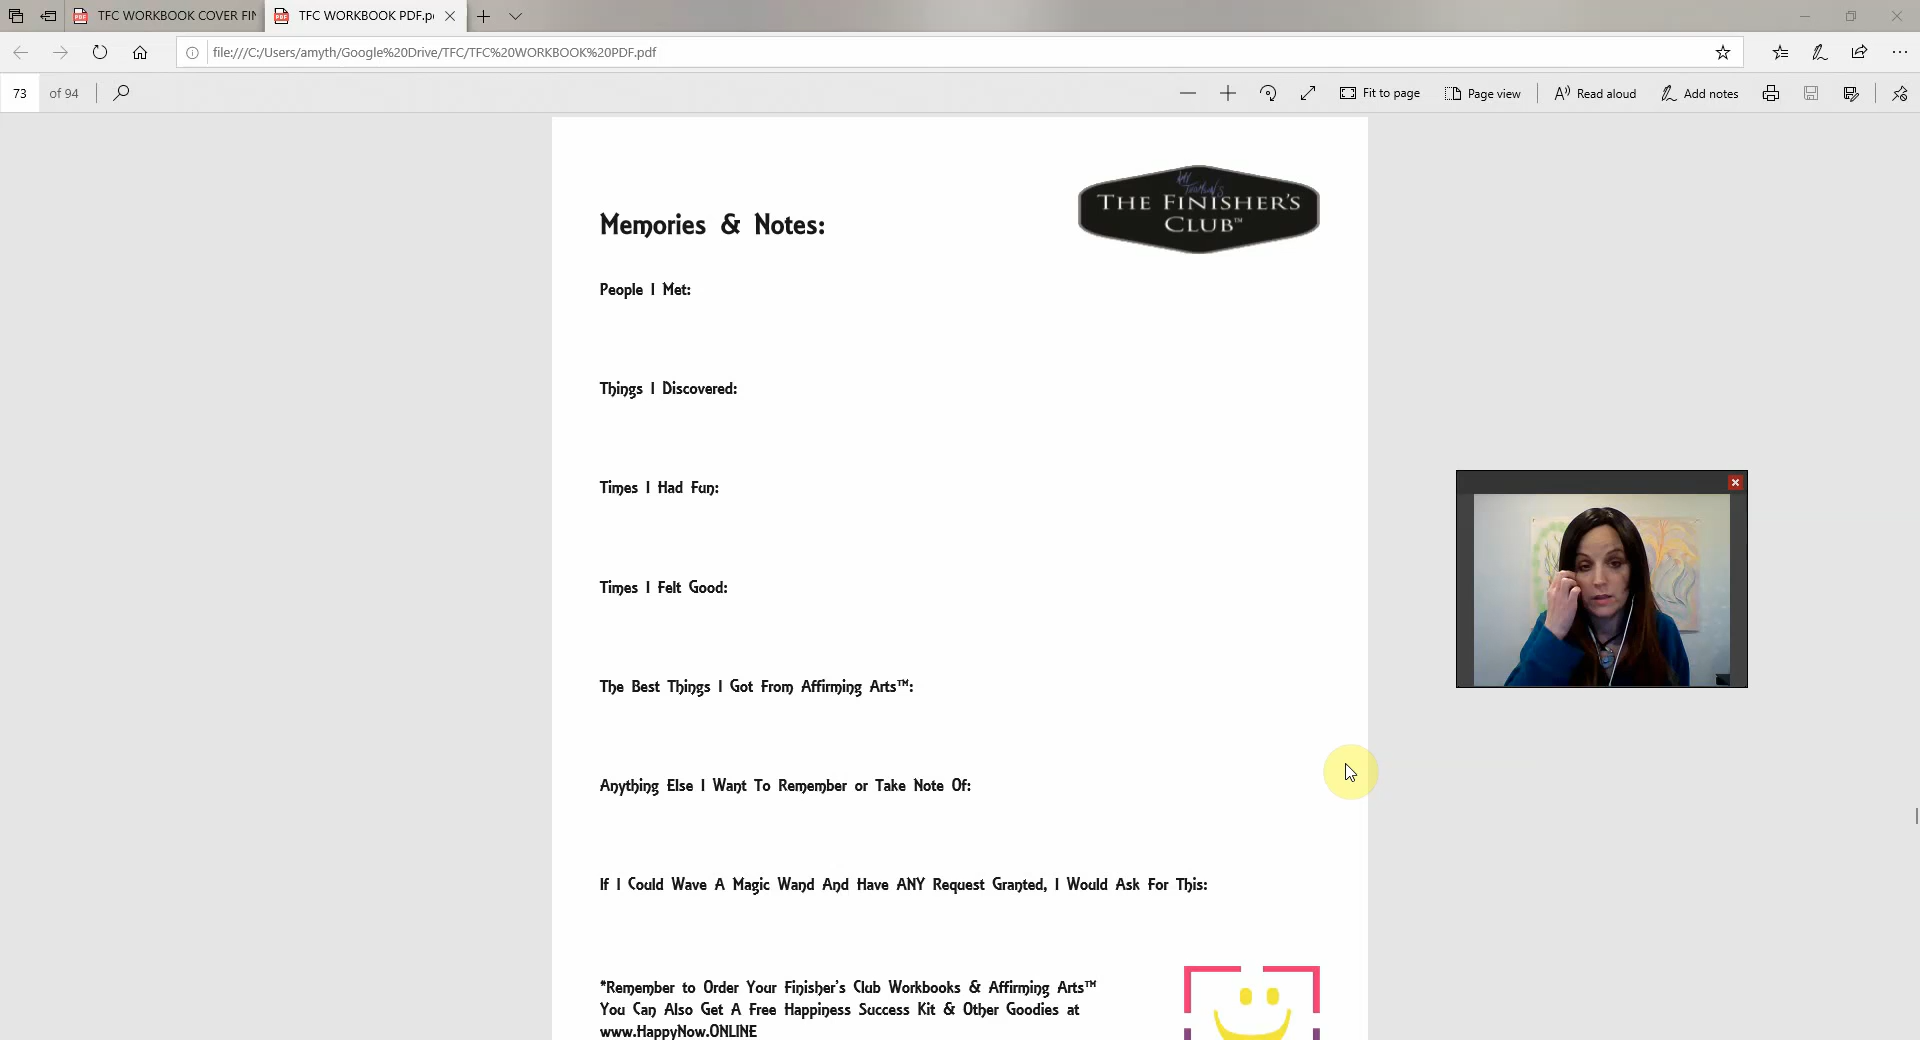 TFC WORKBOOK COVER FIN
TFC WORKBOOK PDF.p
file:///C:/Users/amyth/Google%20Drive/TFC/TFC%20WORKBOOK%20PDF.pdf
73 of 94
Fit to page
Page view
Read aloud
Add notes
THE FINISHER'S
CLUB™
Memories & Notes:
People I Met:
Things I Discovered:
Times I Had Fun:
Times I Felt Good:
The Best Things I Got From Affirming Arts™:
Anything Else I Want To Remember or Take Note Of:
If I Could Wave A Magic Wand And Have ANY Request Granted, I Would Ask For This:
*Remember to Order Your Finisher's Club Workbooks & Affirming Arts™
You Can Also Get A Free Happiness Success Kit & Other Goodies at
www.HappyNow.ONLINE